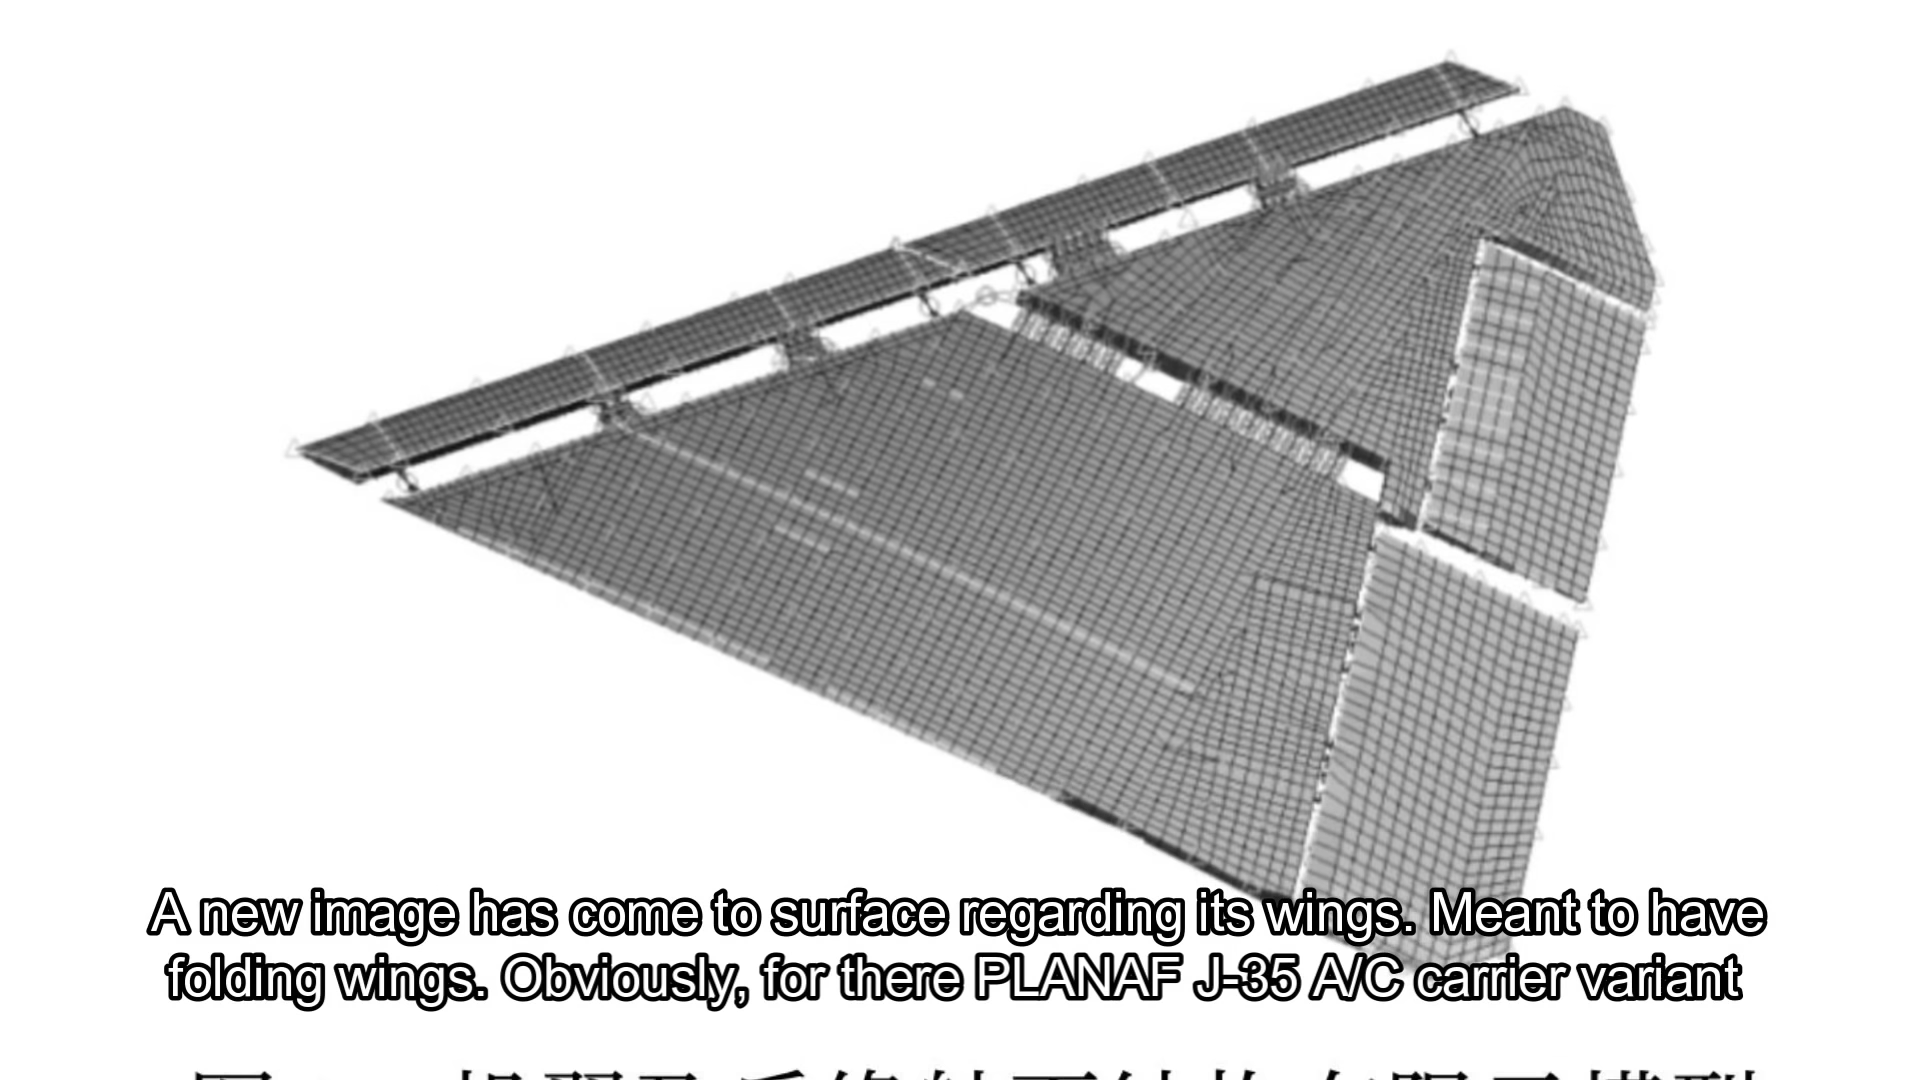 A new image has come to surface regarding its wings. Meant to have
folding wings. Obviously, for there PLANAF J-35 A/C carrier variant